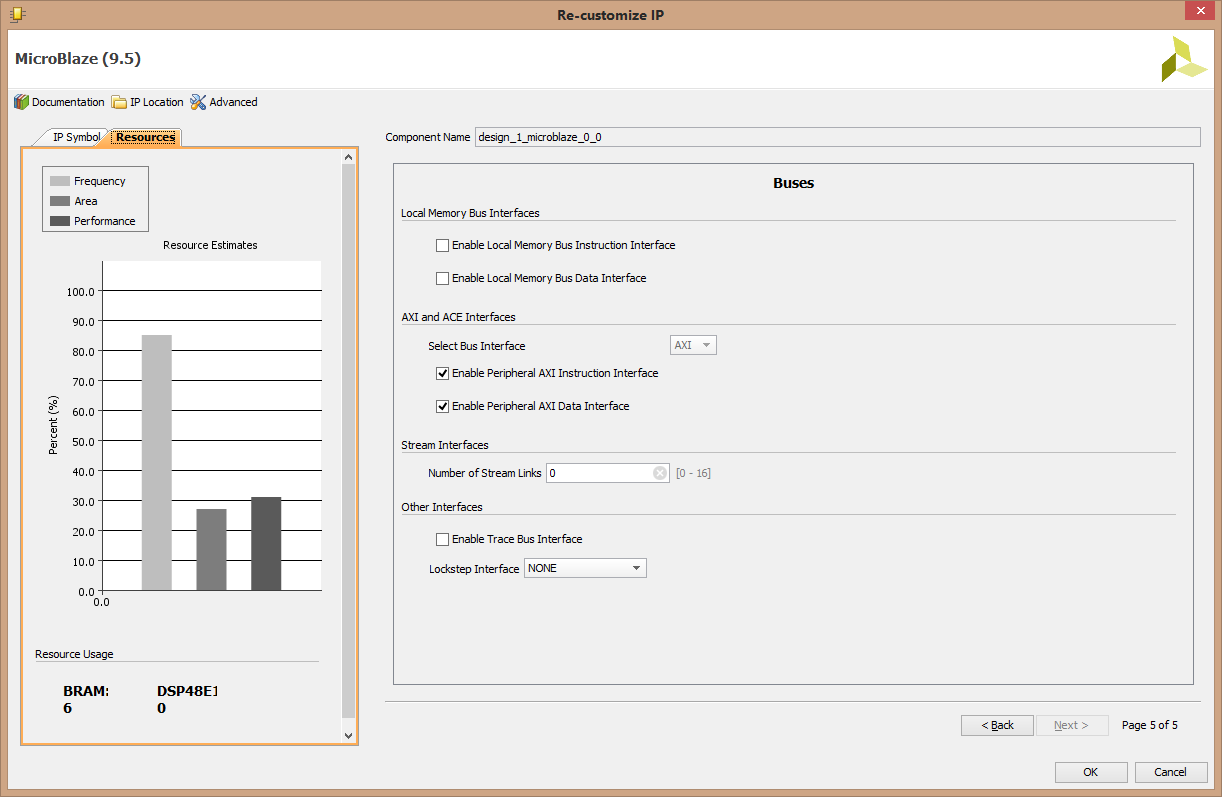 Re-customize IP
MicroBlaze (9.5)
Documentation IP Location Advanced
IP Symbol Resources
Frequency
Area
Performance
Resource Estimates
Percent (%)
100.0
90.0
80.0
70.0
60.0
50.0
40.0
30.0
20.0
10.0
0.0
0.0
Resource Usage
BRAM: DSP48E1
6 0
Component Name design_1_microblaze_0_0
Buses
Local Memory Bus Interfaces
Enable Local Memory Bus Instruction Interface
Enable Local Memory Bus Data Interface
AXI and ACE Interfaces
Select Bus Interface AXI
Enable Peripheral AXI Instruction Interface
Enable Peripheral AXI Data Interface
Stream Interfaces
Number of Stream Links 0 [0 - 16]
Other Interfaces
Enable Trace Bus Interface
Lockstep Interface NONE
< Back Next > Page 5 of 5
OK Cancel